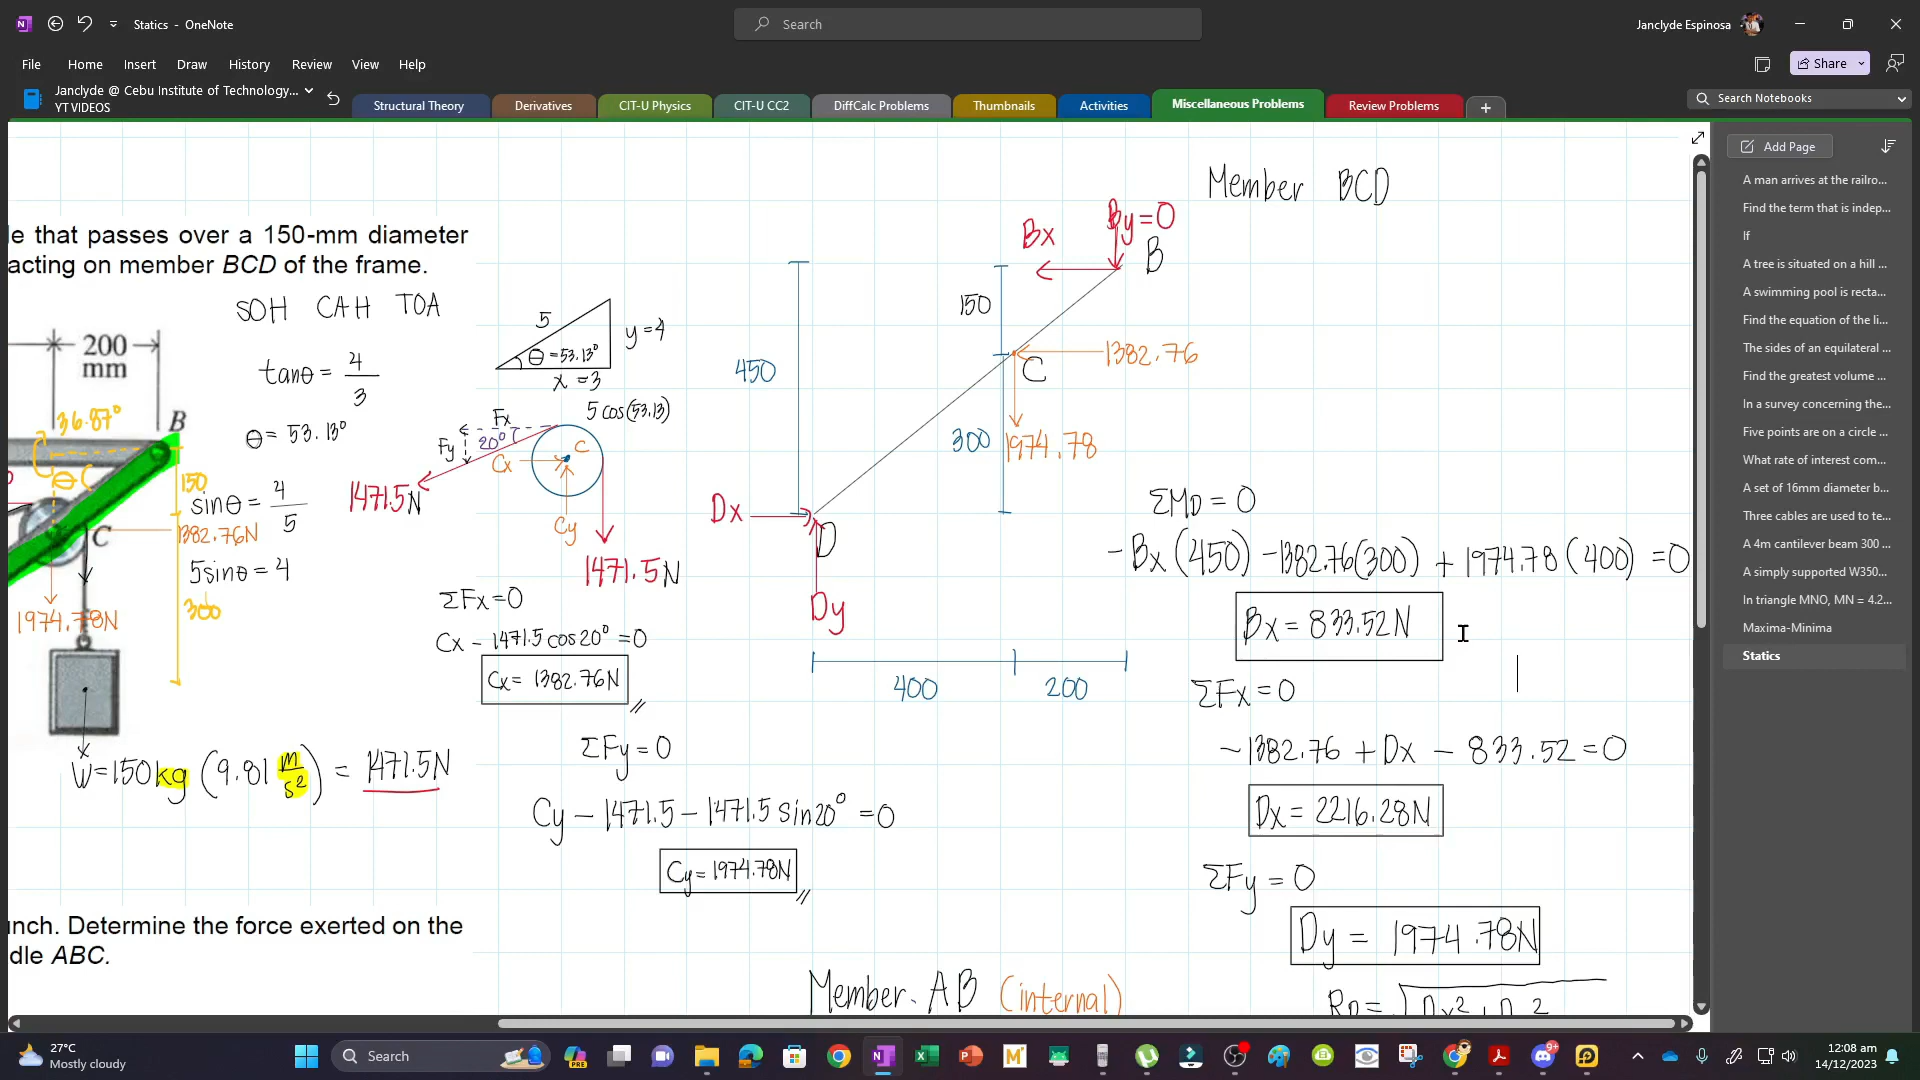 Statics - OneNote
Search
Janclyde Espinosa
File Home Insert Draw History Review View Help
Share
Janclyde @ Cebu Institute of Technology...
YT VIDEOS
Structural Theory
Derivatives
CIT-U Physics
CIT-U CC2
DiffCalc Problems
Thumbnails
Activities
Miscellaneous Problems
Review Problems
Search Notebooks
Add Page
A man arrives at the railro...
Find the term that is indep...
If
A tree is situated on a hill ...
A swimming pool is recta...
Find the equation of the li...
The sides of an equilateral ...
Find the greatest volume ...
In a survey concerning the...
Five points are on a circle ...
What rate of interest com...
A set of 16mm diameter b...
Three cables are used to te...
A 4m cantilever beam 300 ...
A simply supported W350...
In triangle MNO, MN = 4.2...
Maxima-Minima
Statics
le that passes over a 150-mm diameter
acting on member BCD of the frame.
SOH CAH TOA
200
mm
tanθ = 4/3
θ = 53.13°
36.87°
B
θ
150
sinθ = 4/5
1382.76N
C
5sinθ = 4
300
1974.78N
W=150kg (9.81 m/s²) = 1471.5N
5
y=4
θ=53.13°
x =3
5cos(53.13)
Fx
Fy
20°
C
Cx
Cy
1471.5N
1471.5N
ΣFx=0
Cx - 1471.5cos20° =0
Cx= 1382.76N
ΣFy=0
Cy - 1471.5 - 1471.5 sin20° =0
Cy=1974.78N
Member BCD
Bx
By=0
B
150
450
1382.76
C
300
1974.78
Dx
D
Dy
400
200
ΣMD = 0
-Bx(450) -1382.76(300) + 1974.78(400) =0
Bx = 833.52N
ΣFx=0
-1382.76 + Dx - 833.52=0
Dx= 2216.28N
ΣFy = 0
Dy = 1974.78N
unch. Determine the force exerted on the
dle ABC.
Member AB (internal)
27°C
Mostly cloudy
Search
12:08 am
14/12/2023